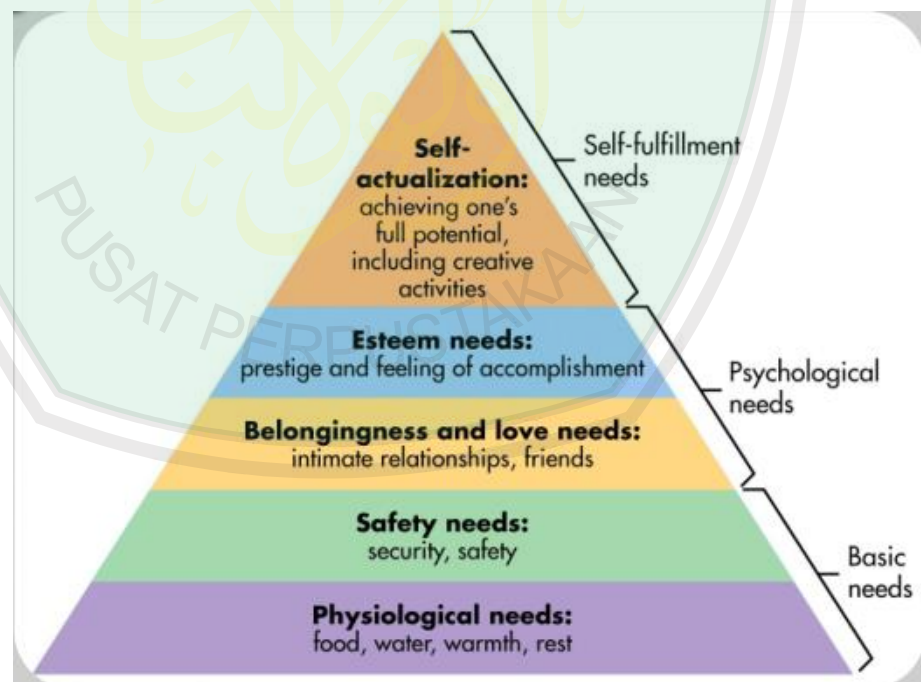 Self-
actualization:
achieving one's
full potential,
including creative
activities
Self-fulfillment
needs
Esteem needs:
prestige and feeling of accomplishment
Psychological
needs
Belongingness and love needs:
intimate relationships, friends
Safety needs:
security, safety
Basic
needs
Physiological needs:
food, water, warmth, rest
PUSAT PERPUSTAKAAN